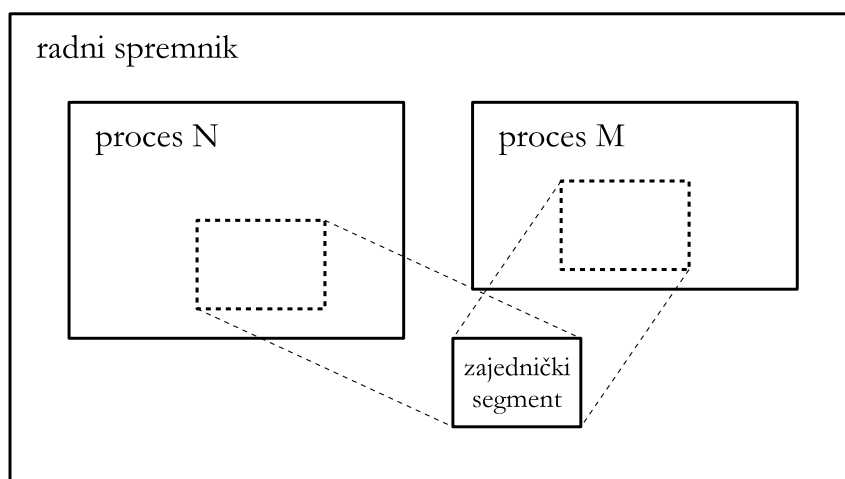 radni spremnik
proces N
proces M
zajednički
segment